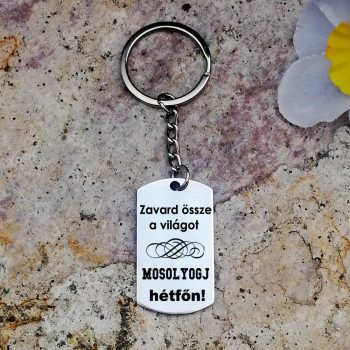 Zavard össze
a világot
MOSOLYOGJ
hétfőn!